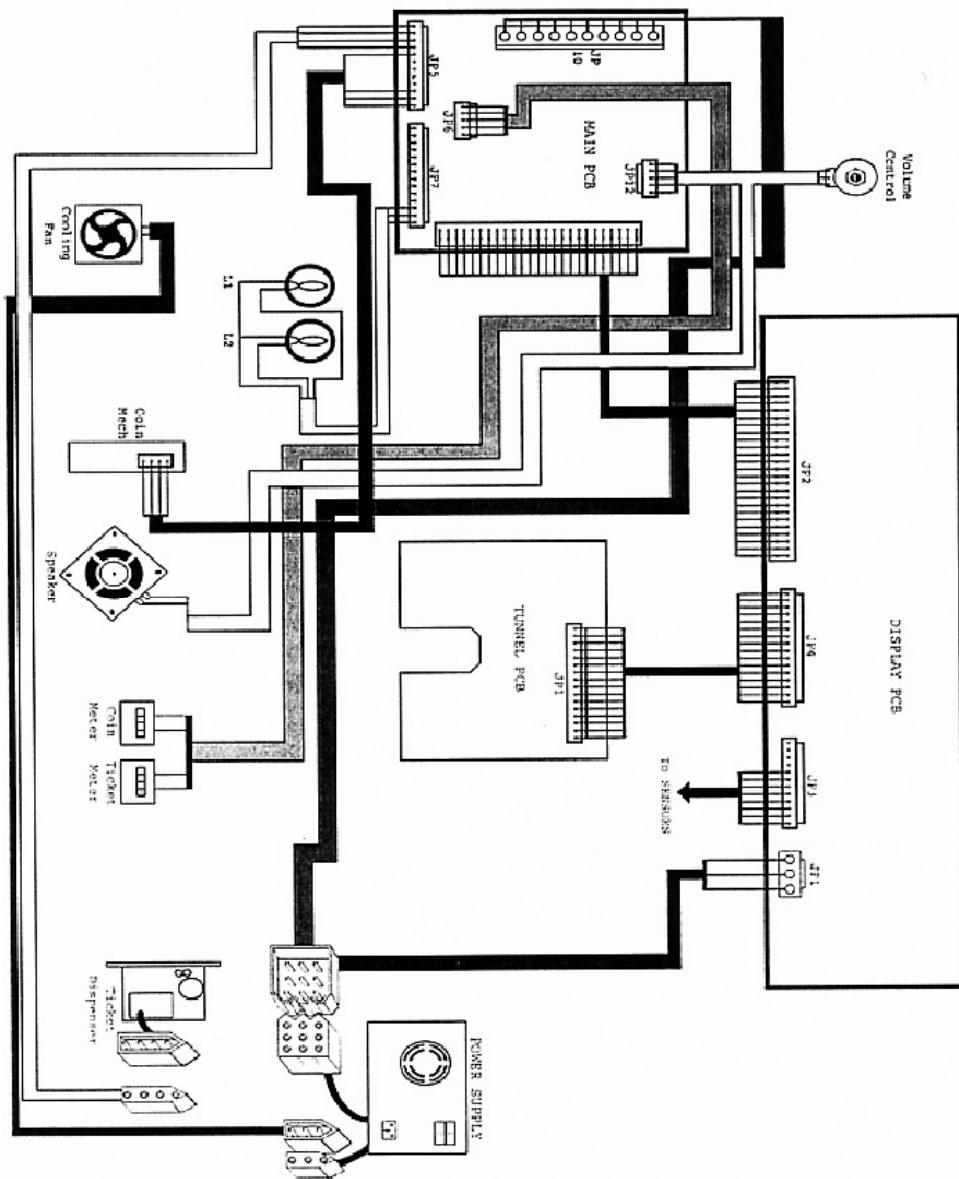 Volume
Control
JP
10
JP5
JP6
JP7
MAIN PCB
JP12
Cooling
Fan
L1
L2
Coin
Mech
Speaker
JP2
DISPLAY PCB
JP4
TUNNEL PCB
JP1
JP3
TO SENSORS
JP1
Coin
Meter
Ticket
Meter
Ticket
Dispenser
POWER SUPPLY